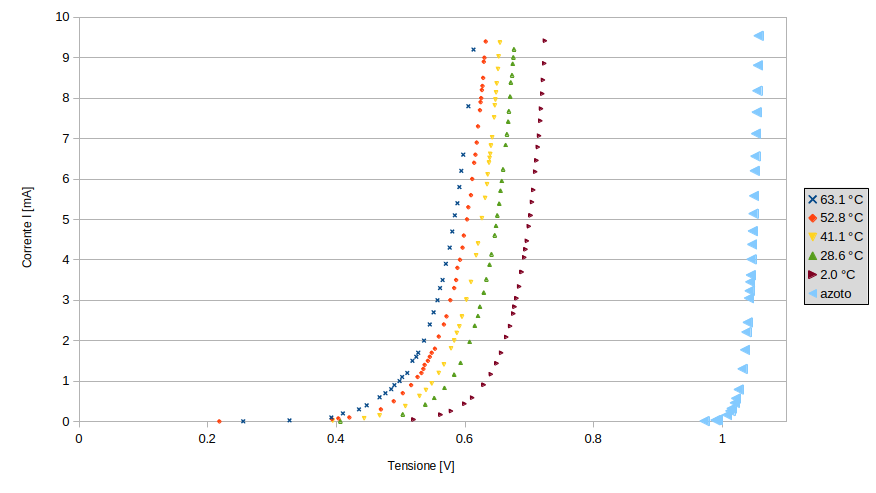 10
9
8
7
6
5
4
3
2
1
0
0 0.2 0.4 0.6 0.8 1
Corrente I [mA]
Tensione [V]
63.1 °C
52.8 °C
41.1 °C
28.6 °C
2.0 °C
azoto